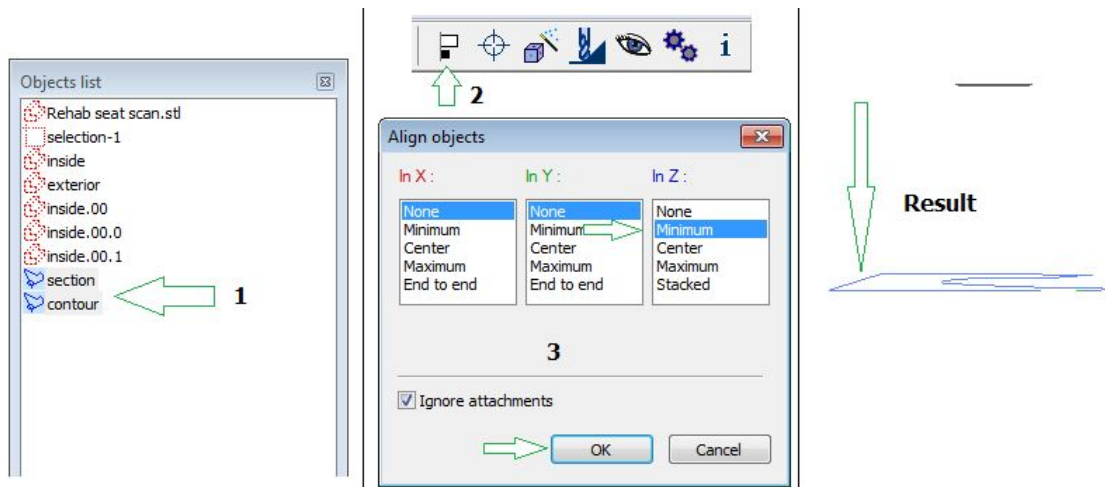 Objects list
Rehab seat scan.stl
selection-1
inside
exterior
inside.00
inside.00.0
inside.00.1
section
contour
1
i
2
Align objects
In X :
None
Minimum
Center
Maximum
End to end
In Y :
None
Minimum
Center
Maximum
End to end
In Z :
None
Minimum
Center
Maximum
Stacked
3
Ignore attachments
OK
Cancel
Result